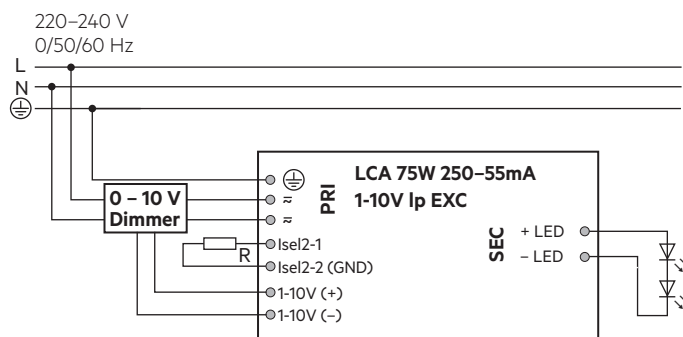 220–240 V
0/50/60 Hz
L
N
LCA 75W 250–55mA
1-10V lp EXC
PRI
≂
≂
0 – 10 V
Dimmer
Isel2-1
R
Isel2-2 (GND)
1-10V (+)
1-10V (–)
SEC
+ LED
– LED